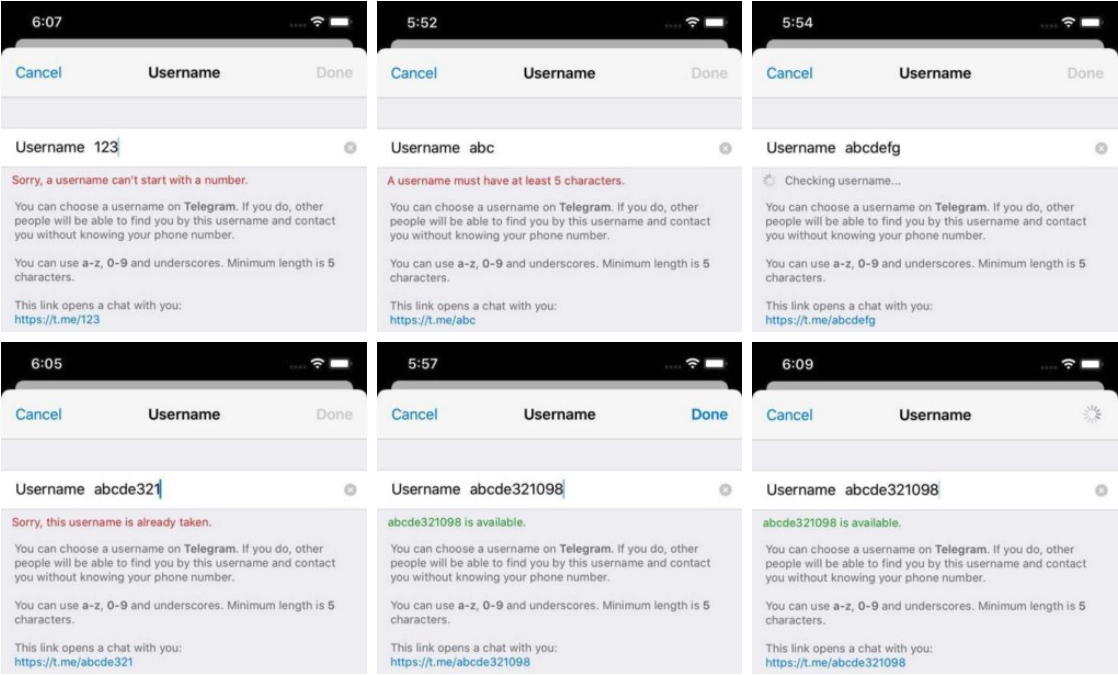 6:07
Cancel Username Done
Username 123
Sorry, a username can't start with a number.
You can choose a username on Telegram. If you do, other
people will be able to find you by this username and contact
you without knowing your phone number.
You can use a-z, 0-9 and underscores. Minimum length is 5
characters.
This link opens a chat with you:
https://t.me/123
5:52
Cancel Username Done
Username abc
A username must have at least 5 characters.
You can choose a username on Telegram. If you do, other
people will be able to find you by this username and contact
you without knowing your phone number.
You can use a-z, 0-9 and underscores. Minimum length is 5
characters.
This link opens a chat with you:
https://t.me/abc
5:54
Cancel Username Done
Username abcdefg
Checking username...
You can choose a username on Telegram. If you do, other
people will be able to find you by this username and contact
you without knowing your phone number.
You can use a-z, 0-9 and underscores. Minimum length is 5
characters.
This link opens a chat with you:
https://t.me/abcdefg
6:05
Cancel Username Done
Username abcde321
Sorry, this username is already taken.
You can choose a username on Telegram. If you do, other
people will be able to find you by this username and contact
you without knowing your phone number.
You can use a-z, 0-9 and underscores. Minimum length is 5
characters.
This link opens a chat with you:
https://t.me/abcde321
5:57
Cancel Username Done
Username abcde321098
abcde321098 is available.
You can choose a username on Telegram. If you do, other
people will be able to find you by this username and contact
you without knowing your phone number.
You can use a-z, 0-9 and underscores. Minimum length is 5
characters.
This link opens a chat with you:
https://t.me/abcde321098
6:09
Cancel Username
Username abcde321098
abcde321098 is available.
You can choose a username on Telegram. If you do, other
people will be able to find you by this username and contact
you without knowing your phone number.
You can use a-z, 0-9 and underscores. Minimum length is 5
characters.
This link opens a chat with you:
https://t.me/abcde321098